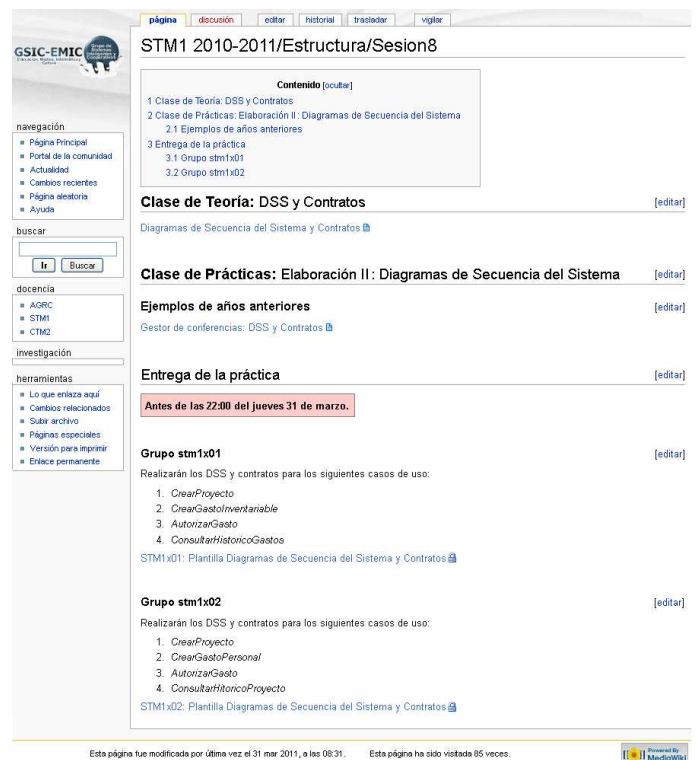 página discusión editar historial trasladar vigilar
GSIC-EMIC
STM1 2010-2011/Estructura/Sesion8
Contenido [ocultar]
1 Clase de Teoría: DSS y Contratos
2 Clase de Prácticas: Elaboración II: Diagramas de Secuencia del Sistema
2.1 Ejemplos de años anteriores
3 Entrega de la práctica
3.1 Grupo stm1x01
3.2 Grupo stm1x02
navegación
Página Principal
Portal de la comunidad
Actualidad
Cambios recientes
Página aleatoria
Ayuda
buscar
Ir Buscar
docencia
AGRC
STM1
CTM2
investigación
herramientas
Lo que enlaza aquí
Cambios relacionados
Subir archivo
Páginas especiales
Versión para imprimir
Enlace permanente
Clase de Teoría: DSS y Contratos [editar]
Diagramas de Secuencia del Sistema y Contratos
Clase de Prácticas: Elaboración II: Diagramas de Secuencia del Sistema [editar]
Ejemplos de años anteriores [editar]
Gestor de conferencias: DSS y Contratos
Entrega de la práctica [editar]
Antes de las 22:00 del jueves 31 de marzo.
Grupo stm1x01 [editar]
Realizarán los DSS y contratos para los siguientes casos de uso:
1. CrearProyecto
2. CrearGastoInventariable
3. AutorizarGasto
4. ConsultarHistoricoGastos
STM1x01: Plantilla Diagramas de Secuencia del Sistema y Contratos
Grupo stm1x02 [editar]
Realizarán los DSS y contratos para los siguientes casos de uso:
1. CrearProyecto
2. CrearGastoPersonal
3. AutorizarGasto
4. ConsultarHitoricoProyecto
STM1x02: Plantilla Diagramas de Secuencia del Sistema y Contratos
Esta página fue modificada por última vez el 31 mar 2011, a las 08:31. Esta página ha sido visitada 85 veces.
Powered By
MediaWiki